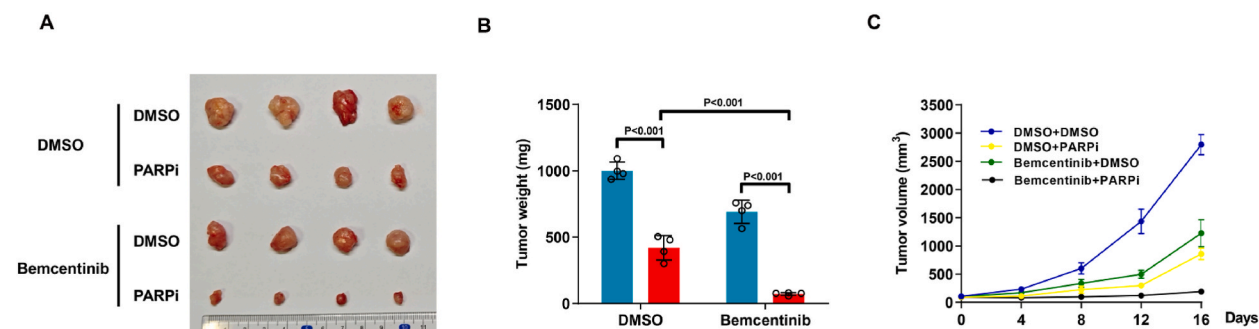 A
DMSO
DMSO
PARPi
Bemcentinib
DMSO
PARPi
B
Tumor weight (mg)
1500
1000
500
0
P<0.001
P<0.001
P<0.001
DMSO
Bemcentinib
C
Tumor volume (mm³)
3500
3000
2500
2000
1500
1000
500
0
DMSO+DMSO
DMSO+PARPi
Bemcentinib+DMSO
Bemcentinib+PARPi
0 4 8 12 16 Days